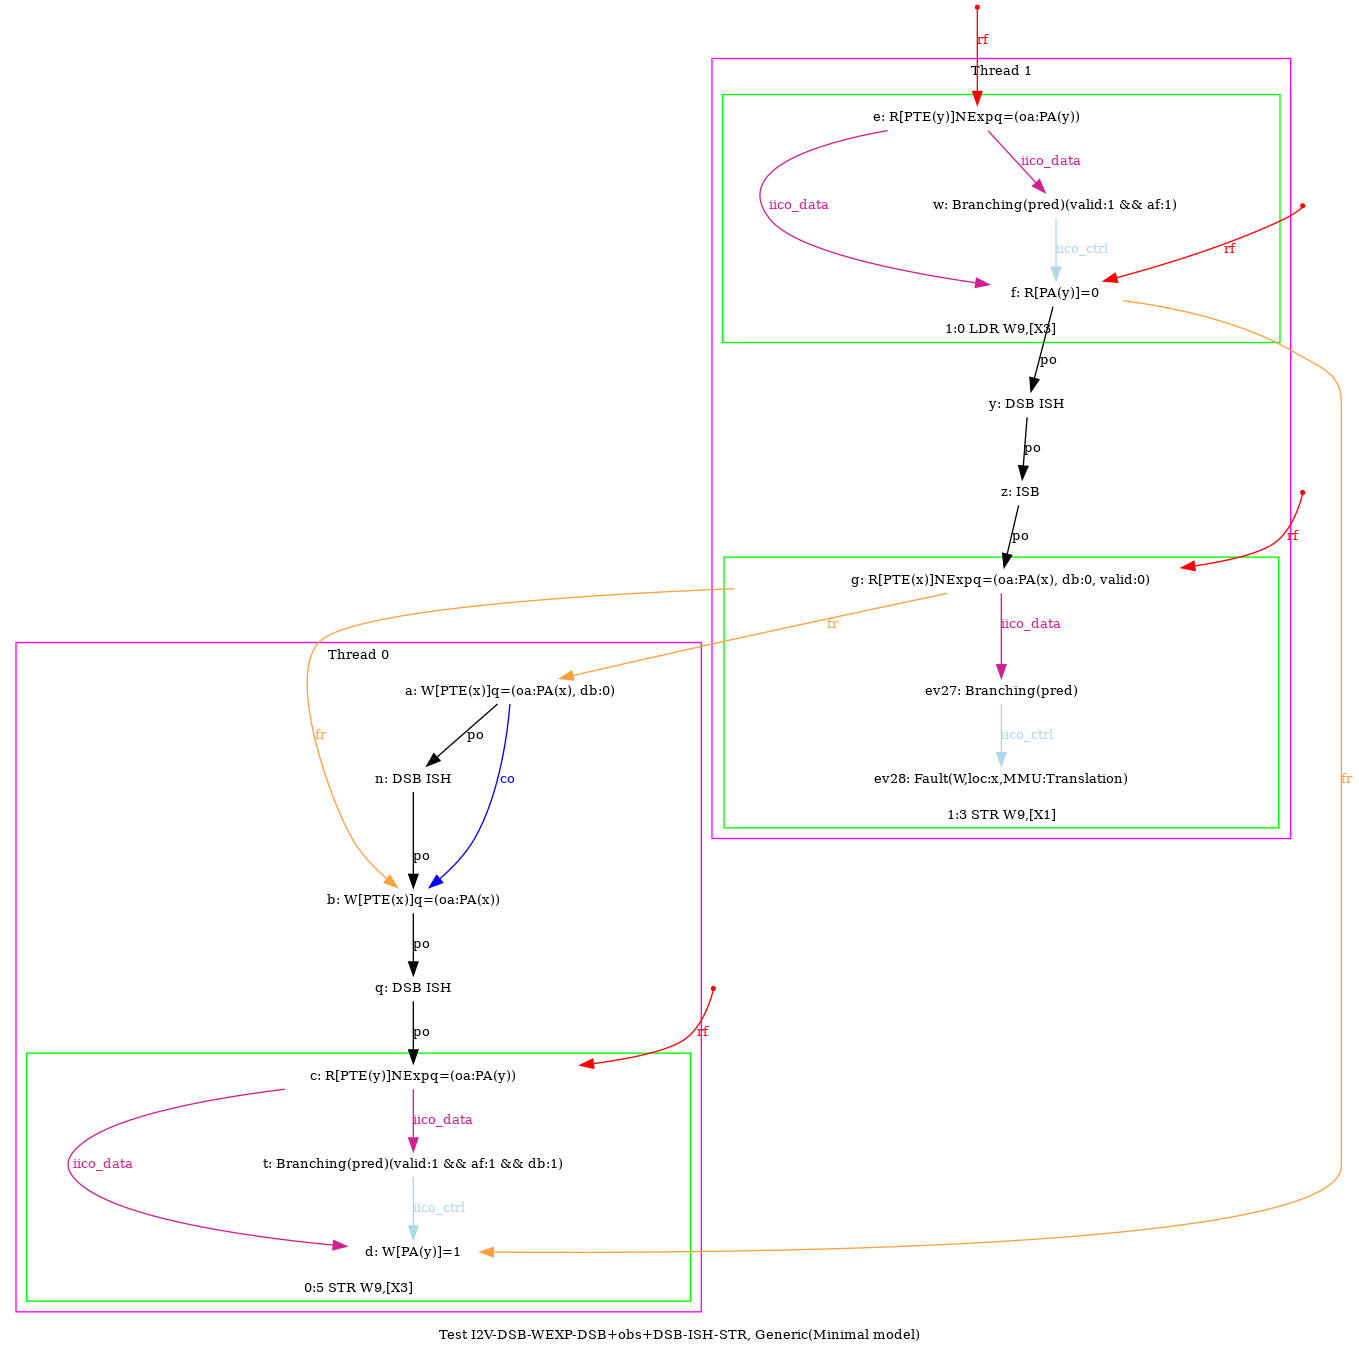 rf
Thread 1
e: R[PTE(y)]NExpq=(oa:PA(y))
iico_data
iico_data
w: Branching(pred)(valid:1 && af:1)
iico_ctrl
rf
f: R[PA(y)]=0
1:0 LDR W9,[X3]
po
y: DSB ISH
po
z: ISB
po
rf
g: R[PTE(x)]NExpq=(oa:PA(x), db:0, valid:0)
fr
iico_data
Thread 0
a: W[PTE(x)]q=(oa:PA(x), db:0)
ev27: Branching(pred)
fr
po
iico_ctrl
n: DSB ISH
co
ev28: Fault(W,loc:x,MMU:Translation)
fr
1:3 STR W9,[X1]
po
b: W[PTE(x)]q=(oa:PA(x))
po
q: DSB ISH
po
rf
c: R[PTE(y)]NExpq=(oa:PA(y))
iico_data
iico_data
t: Branching(pred)(valid:1 && af:1 && db:1)
iico_ctrl
d: W[PA(y)]=1
0:5 STR W9,[X3]
Test I2V-DSB-WEXP-DSB+obs+DSB-ISH-STR, Generic(Minimal model)